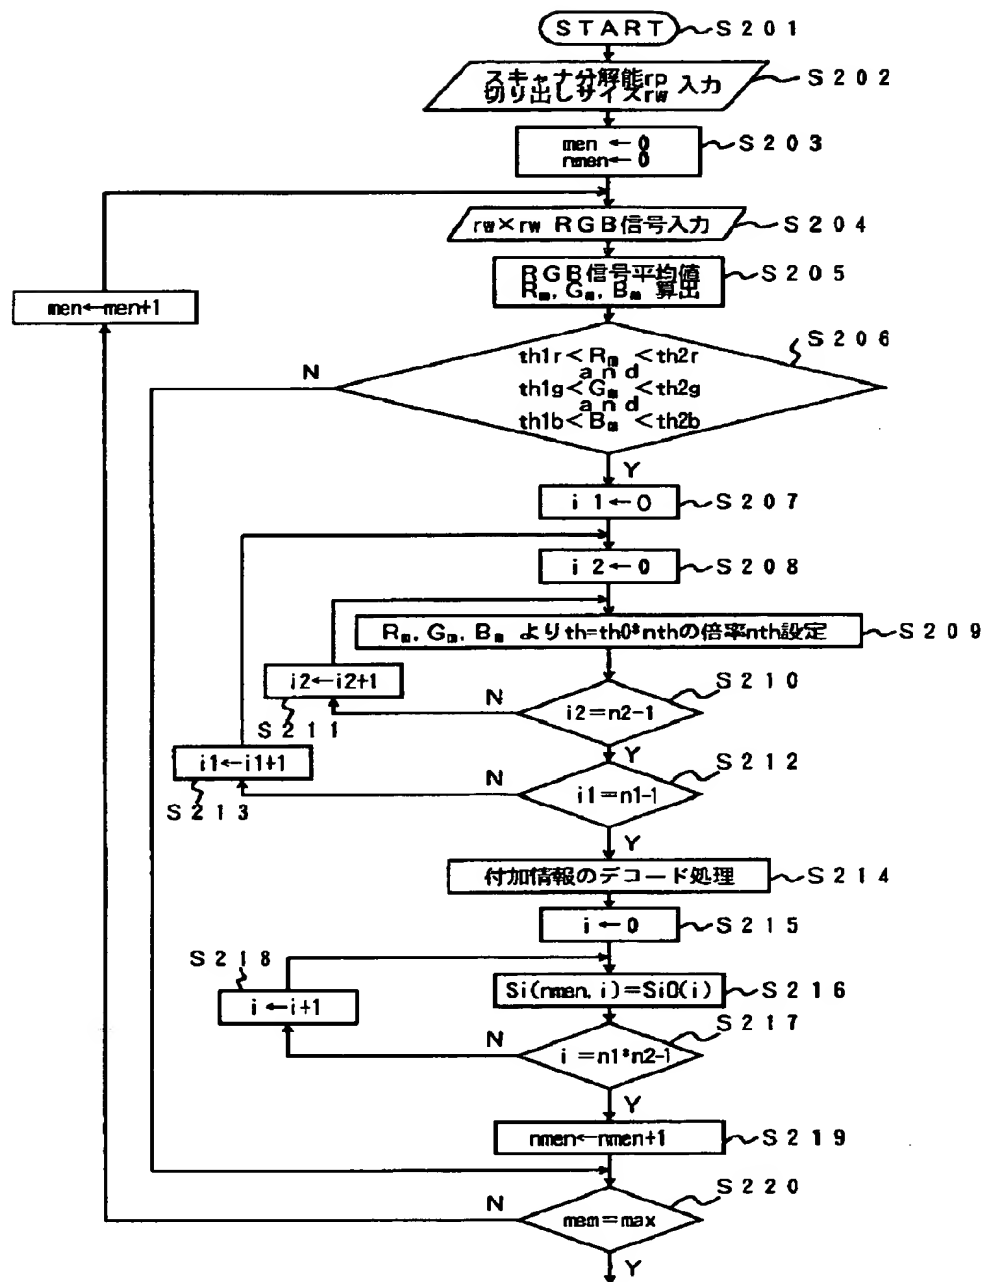 START S201
スキャナ分解能rp
切り出しサイズrw 入力 S202
men ← 0
nmen ← 0 S203
rw×rw RGB信号入力 S204
RGB信号平均値
Rm, Gm, Bm 算出 S205
men←men+1
S206
th1r < Rm < th2r
and
th1g < Gm < th2g
and
th1b < Bm < th2b
N
Y
i1←0 S207
i2←0 S208
Rm, Gm, Bm よりth=th0*nthの倍率nth設定 S209
i2←i2+1
S211
N
i2=n2-1
S210
Y
i1←i1+1
S213
N
i1=n1-1
S212
Y
付加情報のデコード処理 S214
i←0 S215
S218
i←i+1
Si(nmen, i)=Si0(i) S216
N
i=n1*n2-1
S217
Y
nmen←nmen+1 S219
N
mem=max
S220
Y